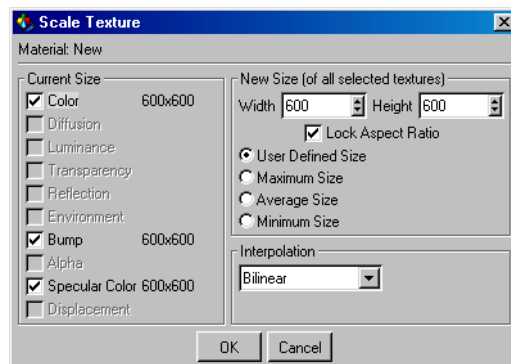 Scale Texture
Material: New
Current Size
Color 600x600
Diffusion
Luminance
Transparency
Reflection
Environment
Bump 600x600
Alpha
Specular Color 600x600
Displacement
New Size (of all selected textures)
Width 600 Height 600
Lock Aspect Ratio
User Defined Size
Maximum Size
Average Size
Minimum Size
Interpolation
Bilinear
OK Cancel